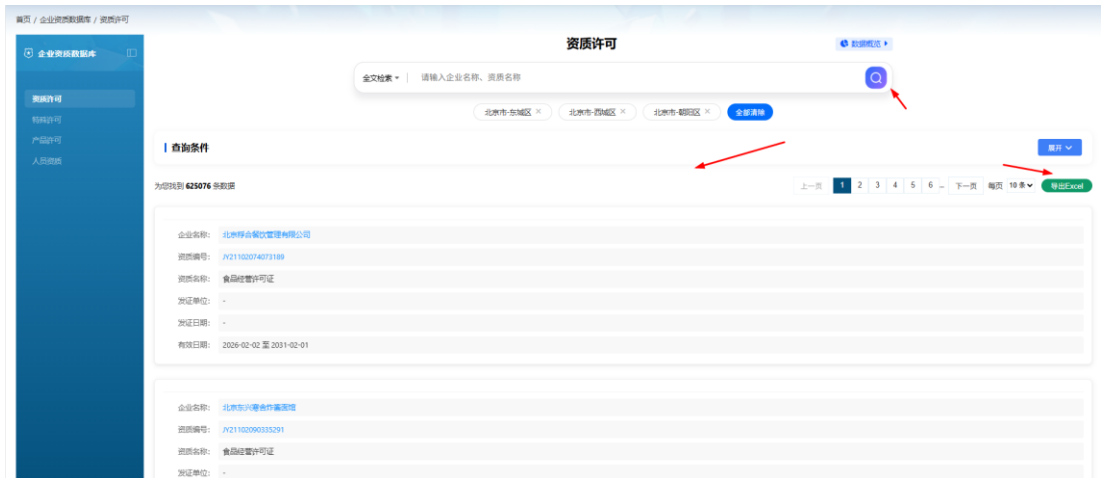 首页 / 企业资质数据库 / 资质许可
企业资质数据库
资质许可
特种许可
产品许可
人员资质
资质许可
数据概览
全文检索 请输入企业名称、资质名称
北京市-东城区 × 北京市-西城区 × 北京市-朝阳区 × 全部清除
查询条件 展开
为您找到 625076 条数据 上一页 1 2 3 4 5 6 ... 下一页 每页 10 条 导出Excel
企业名称: 北京 合餐饮管理有限公司
资质编号: JY21102074073189
资质名称: 食品经营许可证
发证单位: -
发证日期: -
有效日期: 2026-02-02 至 2031-02-01
企业名称: 北京东兴 炸酱面馆
资质编号: JY21102090335291
资质名称: 食品经营许可证
发证单位: -